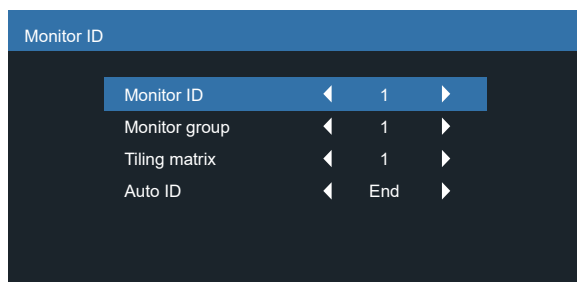 Monitor ID
Monitor ID 1
Monitor group 1
Tiling matrix 1
Auto ID End